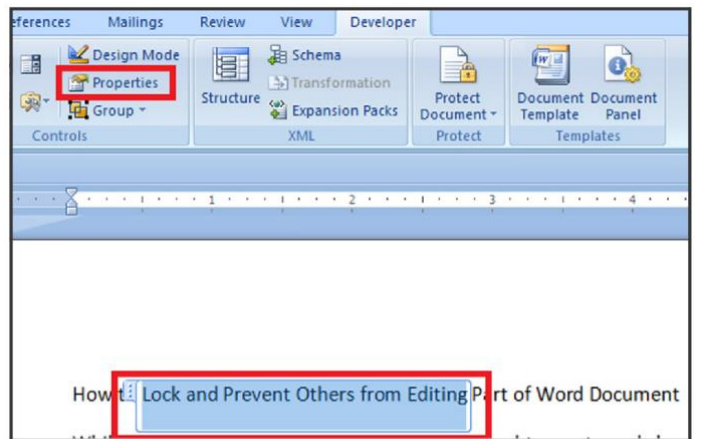 eferences Mailings Review View Developer
Design Mode
Properties
Group
Controls
Structure
Schema
Transformation
Expansion Packs
XML
Protect
Document
Protect
Document
Template
Document
Panel
Templates
1 2 3 4
How t Lock and Prevent Others from Editing Part of Word Document